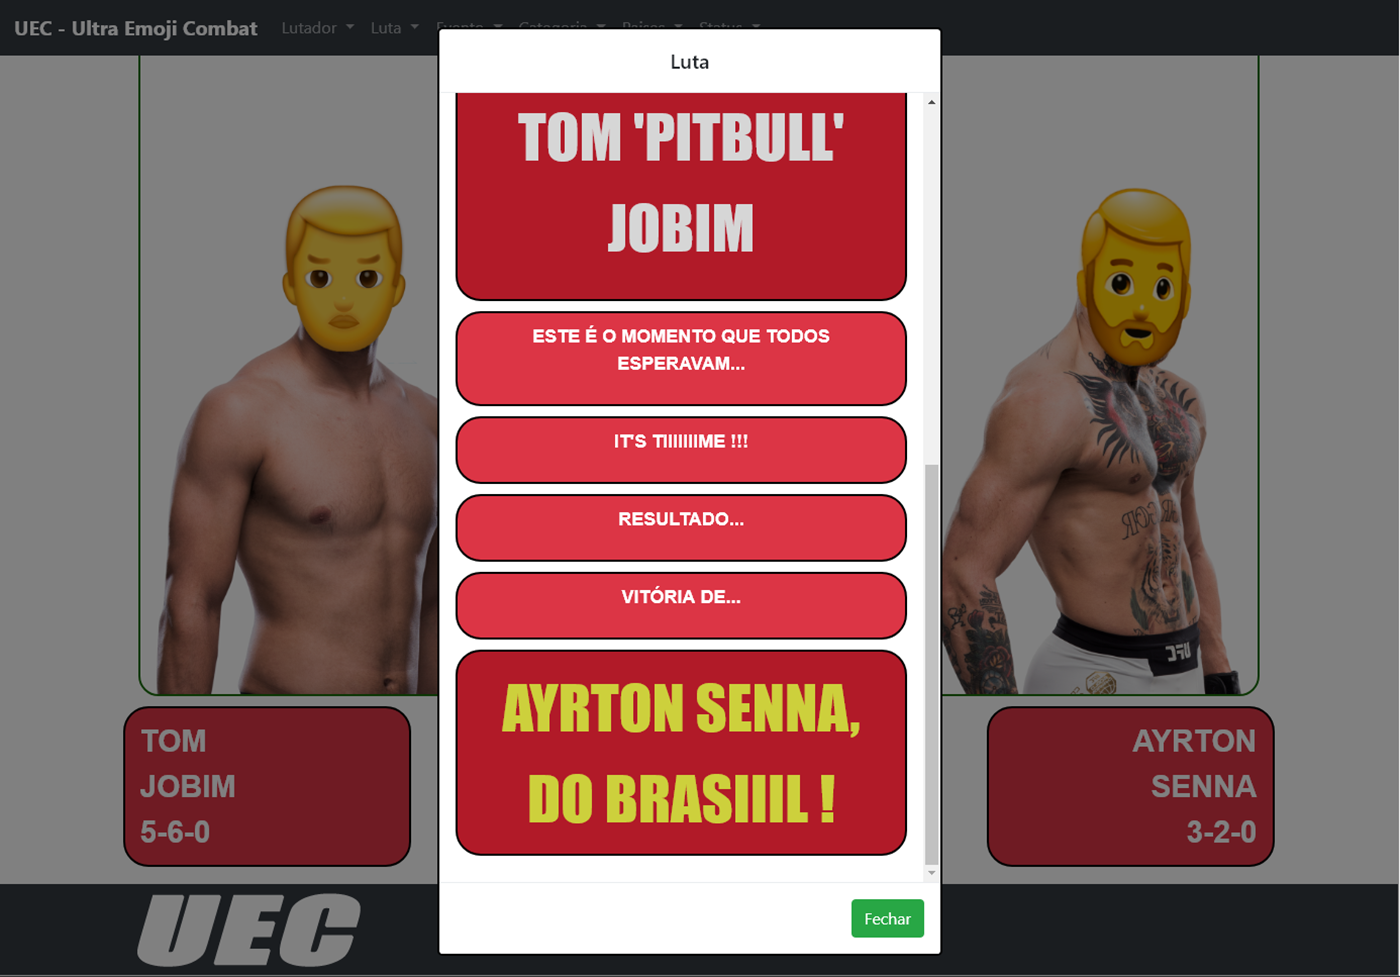 UEC - Ultra Emoji Combat
Lutador
Luta
Evento
Categoria
Paises
Status
Luta
TOM 'PITBULL'
JOBIM
ESTE É O MOMENTO QUE TODOS
ESPERAVAM...
IT'S TIIIIIIIME !!!
RESULTADO...
VITÓRIA DE...
AYRTON SENNA,
DO BRASIIIL !
TOM
JOBIM
5-6-0
AYRTON
SENNA
3-2-0
Fechar
UEC